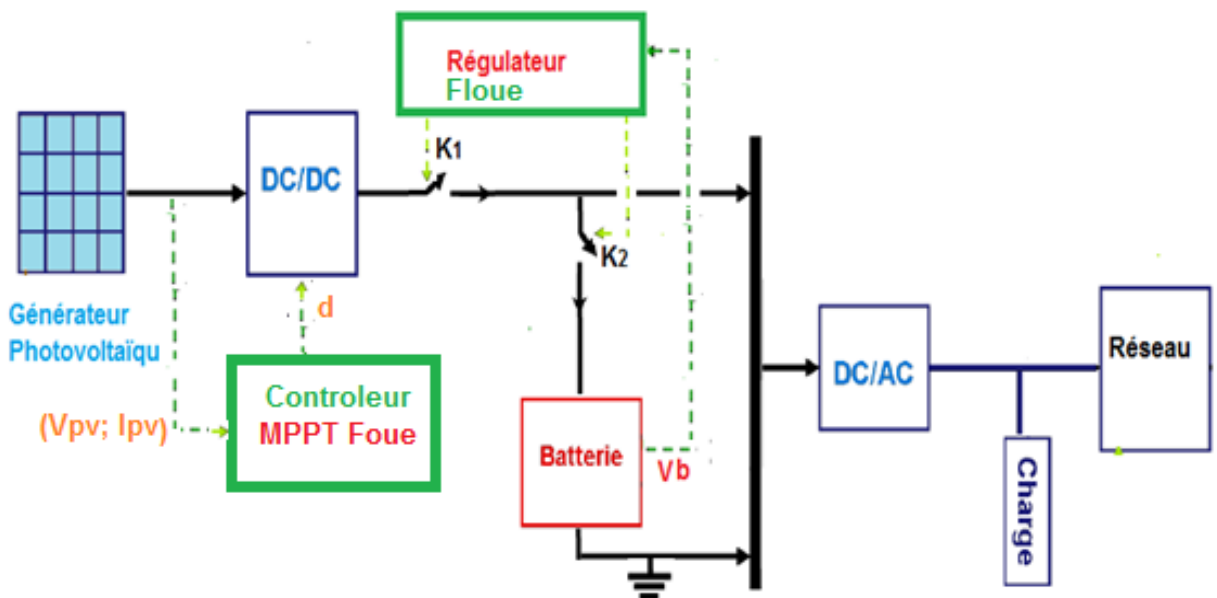 Régulateur
Floue
K1
DC/DC
K2
Générateur
Photovoltaïqu
d
(Vpv; Ipv)
Controleur
MPPT Foue
Batterie
Vb
DC/AC
Réseau
Charge